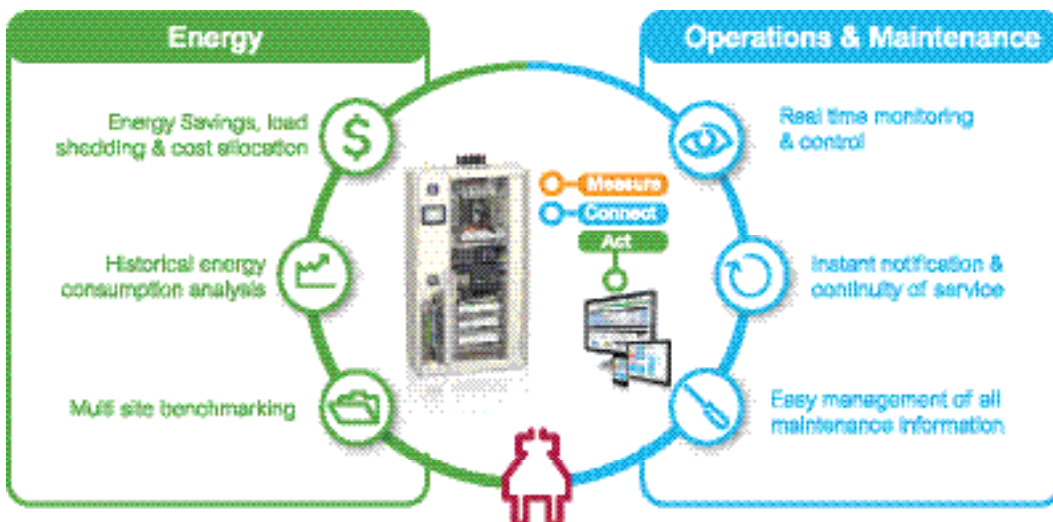 Energy
Energy Savings, load
shedding & cost allocation
Historical energy
consumption analysis
Multi site benchmarking
Measure
Connect
Act
Operations & Maintenance
Real time monitoring
& control
Instant notification &
continuity of service
Easy management of all
maintenance information